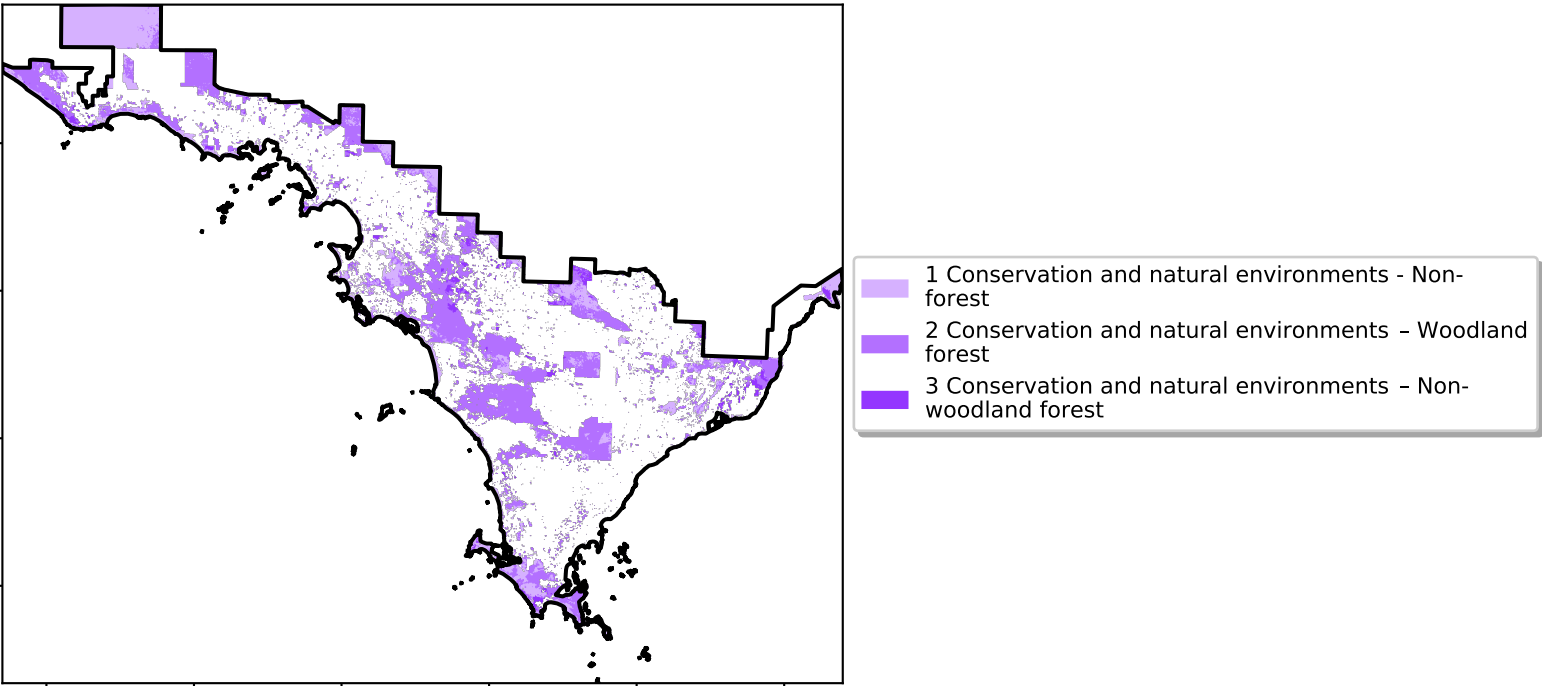 1 Conservation and natural environments - Non-
forest
2 Conservation and natural environments – Woodland
forest
3 Conservation and natural environments – Non-
woodland forest